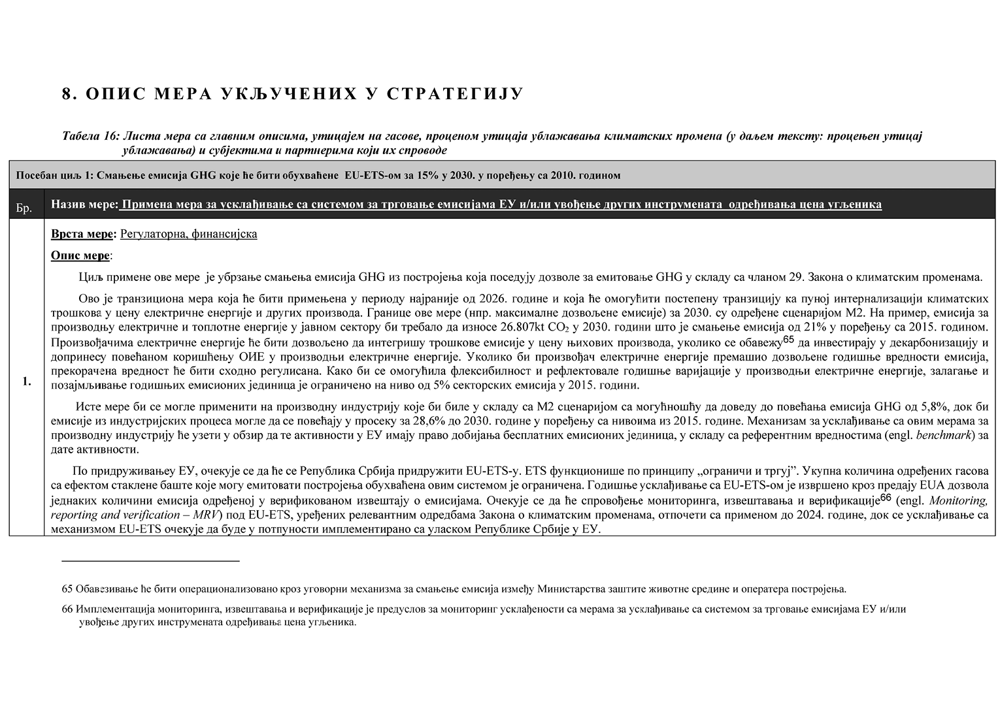 8. ОПИС МЕРА УКЉУЧЕНИХ У СТРАТЕГИЈУ
Табела 16: Листа мера са главним описима, утицајем на гасове, проценом утицаја ублажавања климатских промена (у даљем тексту: процењен утицај
ублажавања) и субјектима и партнерима који их спроводе
Посебан циљ 1: Смањење емисија GHG које ће бити обухваћене EU-ETS-ом за 15% у 2030. у поређењу са 2010. годином
Бр.
Назив мере: Примена мера за усклађивање са системом за трговање емисијама ЕУ и/или увођење других инструмената одређивања цена угљеника
1.
Врста мере: Регулаторна, финансијска
Опис мере:
Циљ примене ове мере је убрзање смањења емисија GHG из постројења која поседују дозволе за емитовање GHG у складу са чланом 29. Закона о климатским променама.
Ово је транзициона мера која ће бити примењена у периоду најраније од 2026. године и која ће омогућити постепену транзицију ка пуној интернализацији климатских
трошкова у цену електричне енергије и других производа. Границе ове мере (нпр. максималне дозвољене емисије) за 2030. су одређене сценаријом М2. На пример, емисија за
производњу електричне и топлотне енергије у јавном сектору би требало да износе 26.807kt CO₂ у 2030. години што је смањење емисија од 21% у поређењу са 2015. годином.
Произвођачима електричне енергије ће бити дозвољено да интегришу трошкове емисије у цену њихових производа, уколико се обавежу65 да инвестирају у декарбонизацију и
допринесу повећаном коришћењу ОИЕ у производњи електричне енергије. Уколико би произвођач електричне енергије премашио дозвољене годишње вредности емисија,
прекорачена вредност ће бити сходно регулисана. Како би се омогућила флексибилност и рефлектовале годишње варијације у производњи електричне енергије, залагање и
позајмљивање годишњих емисионих јединица је ограничено на ниво од 5% секторских емисија у 2015. години.
Исте мере би се могле применити на производну индустрију које би биле у складу са М2 сценаријом са могућношћу да доведу до повећања емисија GHG од 5,8%, док би
емисије из индустријских процеса могле да се повећају у просеку за 28,6% до 2030. године у поређењу са нивоима из 2015. године. Механизам за усклађивање са овим мерама за
производну индустрију ће узети у обзир да те активности у ЕУ имају право добијања бесплатних емисионих јединица, у складу са референтним вредностима (engl. benchmark) за
дате активности.
По придруживањеу ЕУ, очекује се да ће се Република Србија придружити EU-ETS-у. ETS функционише по принципу „ограничи и тргуј”. Укупна количина одређених гасова
са ефектом стаклене баште које могу емитовати постројења обухваћена овим системом је ограничена. Годишње усклађивање са EU-ETS-ом је извршено кроз предају EUA дозвола
једнаких количини емисија одређеној у верификованом извештају о емисијама. Очекује се да ће спровођење мониторинга, извештавања и верификације66 (engl. Monitoring,
reporting and verification – MRV) под EU-ETS, уређених релевантним одредбама Закона о климатским променама, отпочети са применом до 2024. године, док се усклађивање са
механизмом EU-ETS очекује да буде у потпуности имплементирано са уласком Републике Србије у ЕУ.
65 Обавезивање ће бити операционализовано кроз уговорни механизма за смањење емисија између Министарства заштите животне средине и оператера постројења.
66 Имплементација мониторинга, извештавања и верификације је предуслов за мониторинг усклађености са мерама за усклађивање са системом за трговање емисијама ЕУ и/или
увођење других инструмената одређивања цена угљеника.